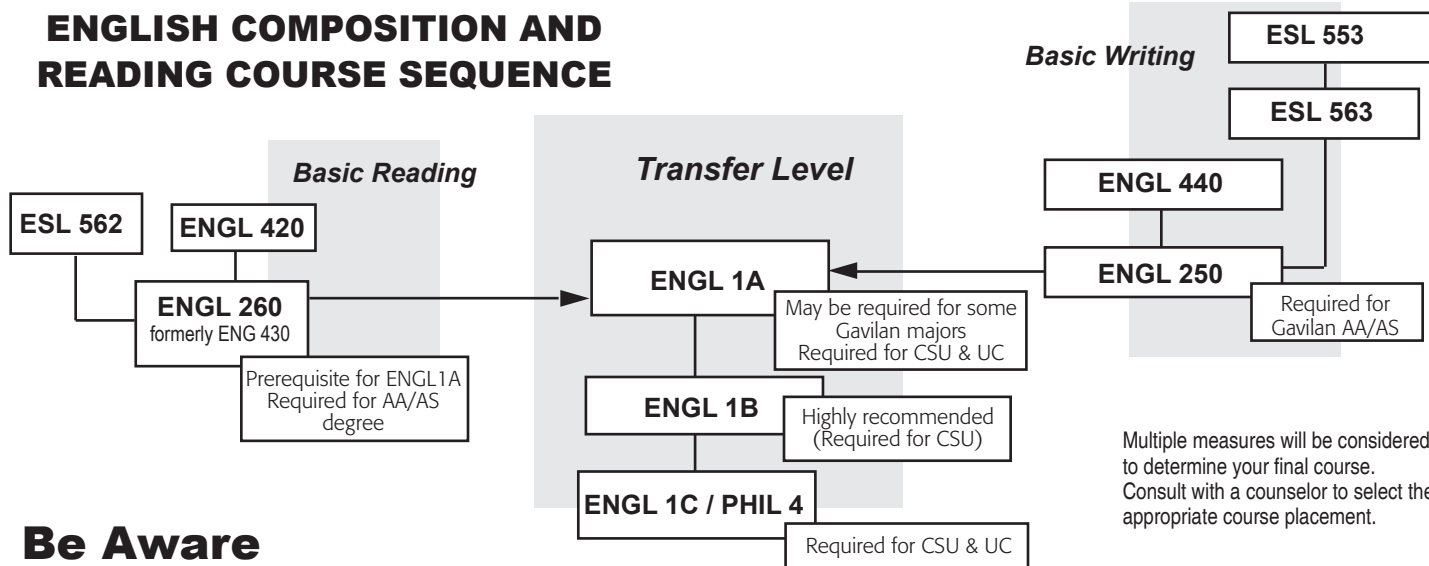 ENGLISH COMPOSITION AND
READING COURSE SEQUENCE
Basic Reading
ESL 562
ENGL 420
ENGL 260
formerly ENG 430
Prerequisite for ENGL1A
Required for AA/AS
degree
Transfer Level
ENGL 1A
May be required for some
Gavilan majors
Required for CSU & UC
ENGL 1B
Highly recommended
(Required for CSU)
ENGL 1C / PHIL 4
Required for CSU & UC
Basic Writing
ESL 553
ESL 563
ENGL 440
ENGL 250
Required for
Gavilan AA/AS
Multiple measures will be considered
to determine your final course.
Consult with a counselor to select the
appropriate course placement.
Be Aware